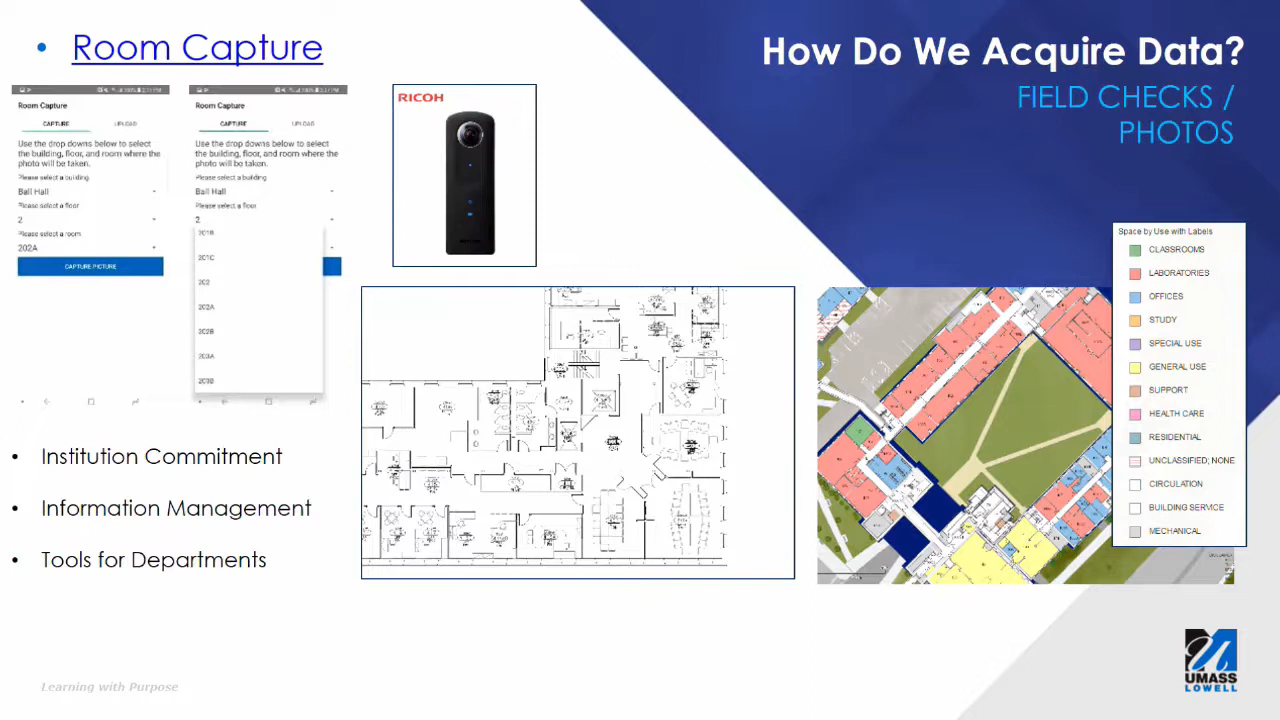 • Room Capture
How Do We Acquire Data?
FIELD CHECKS /
PHOTOS
Room Capture
CAPTURE UPLOAD
Use the drop downs below to select
the building, floor, and room where the
photo will be taken.
Please select a building
Ball Hall
Please select a floor
2
Please select a room
202A
CAPTURE PICTURE
Room Capture
CAPTURE UPLOAD
Use the drop downs below to select
the building, floor, and room where the
photo will be taken.
Please select a building
Ball Hall
Please select a floor
2
201B
201C
202
202A
202B
203A
203B
RICOH
Space by Use with Labels
CLASSROOMS
LABORATORIES
OFFICES
STUDY
SPECIAL USE
GENERAL USE
SUPPORT
HEALTH CARE
RESIDENTIAL
UNCLASSIFIED; NONE
CIRCULATION
BUILDING SERVICE
MECHANICAL
• Institution Commitment
• Information Management
• Tools for Departments
Learning with Purpose
UMASS
LOWELL